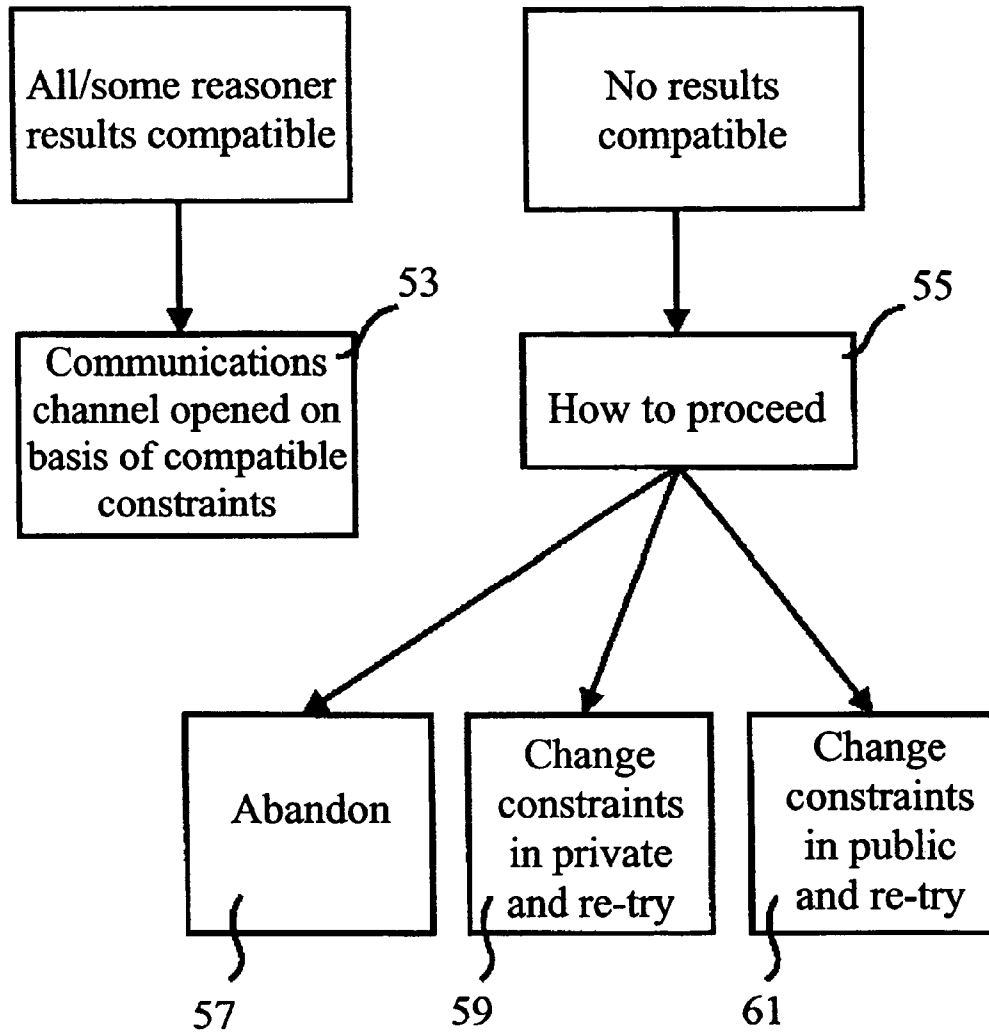 All/some reasoner
results compatible
No results
compatible
53
Communications
channel opened on
basis of compatible
constraints
55
How to proceed
Abandon
57
Change
constraints
in private
and re-try
59
Change
constraints
in public
and re-try
61